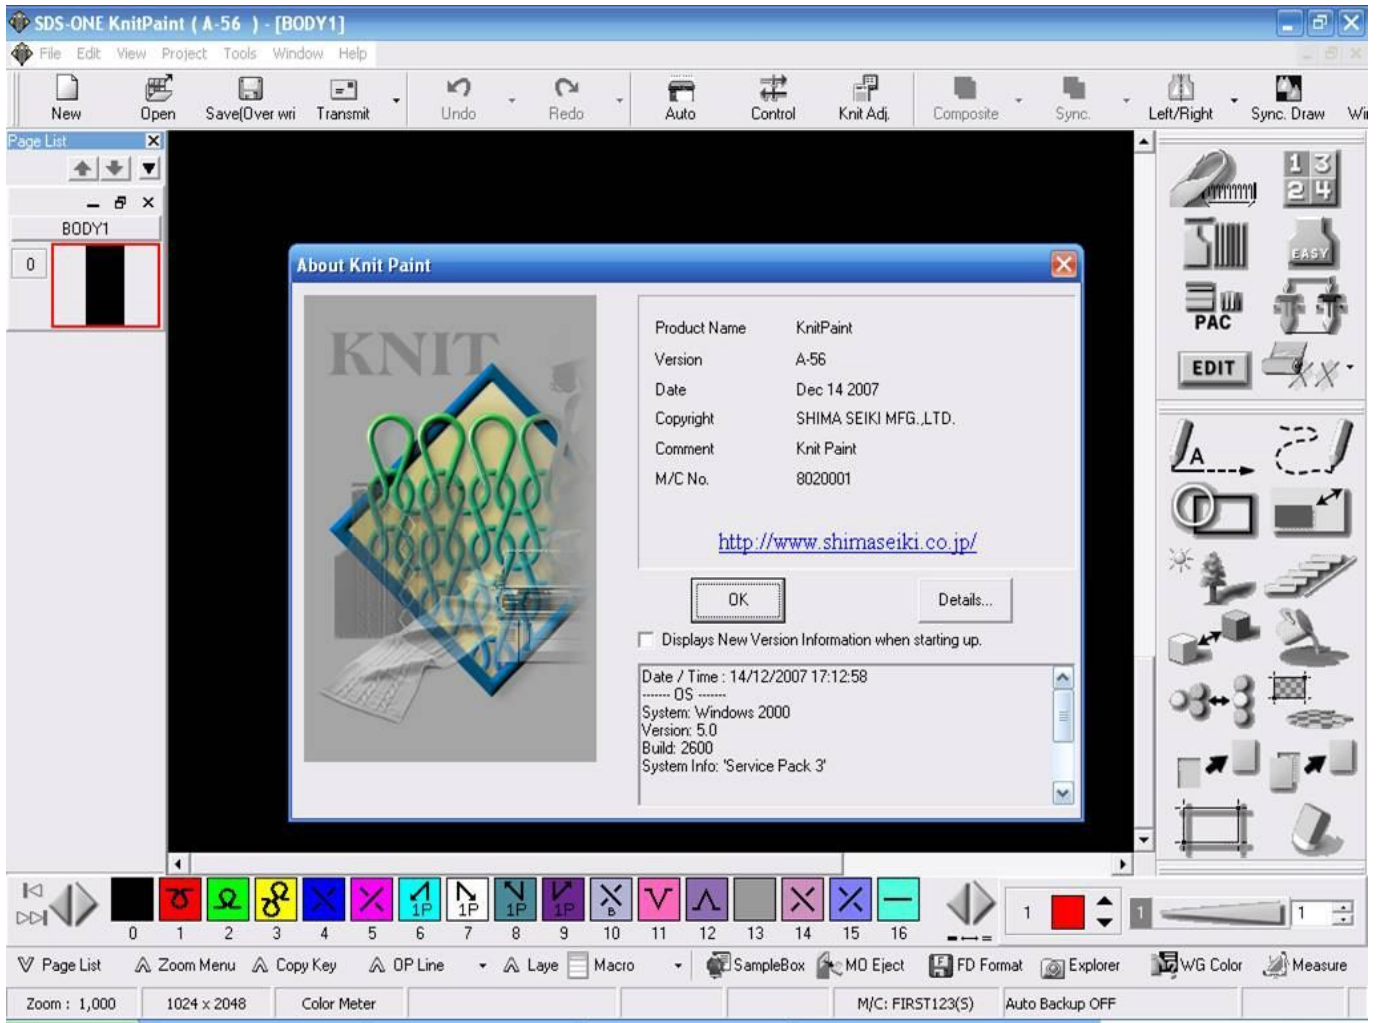 SDS-ONE KnitPaint ( A-56 ) - [BODY1]
File Edit View Project Tools Window Help
New Open Save(Over wri Transmit Undo Redo Auto Control Knit Adj. Composite Sync. Left/Right Sync. Draw Wi
Page List
BODY1
0
1 3
2 4
EASY
PAC
EDIT
A
About Knit Paint
KNIT
Product Name KnitPaint
Version A-56
Date Dec 14 2007
Copyright SHIMA SEIKI MFG.,LTD.
Comment Knit Paint
M/C No. 8020001
http://www.shimaseiki.co.jp/
OK Details...
Displays New Version Information when starting up.
Date / Time : 14/12/2007 17:12:58
------- OS -------
System: Windows 2000
Version: 5.0
Build: 2600
System Info: 'Service Pack 3'
1P 1P 1P 1P B 1 1 1
0 1 2 3 4 5 6 7 8 9 10 11 12 13 14 15 16
Page List Zoom Menu Copy Key OP Line Laye Macro SampleBox MO Eject FD Format Explorer WG Color Measure
Zoom : 1,000 1024 x 2048 Color Meter M/C: FIRST123(S) Auto Backup OFF